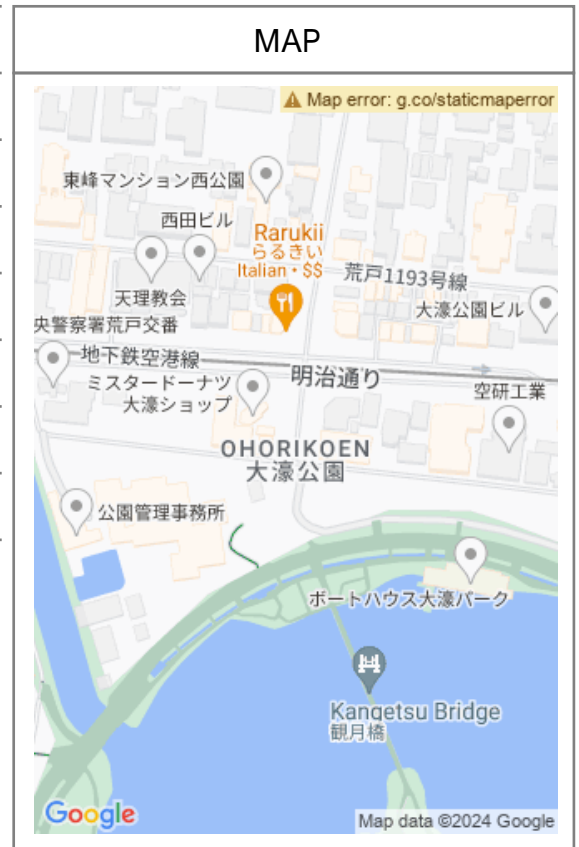 MAP
Map error: g.co/staticmaperror
東峰マンション西公園
西田ビル
Rarukii
らるきい
Italian • $$
荒戸1193号線
天理教会
大濠公園ビル
央警察署荒戸交番
地下鉄空港線
明治通り
ミスタードーナツ
大濠ショップ
空研工業
OHORIKOEN
大濠公園
公園管理事務所
ボートハウス大濠パーク
Kangetsu Bridge
観月橋
Google
Map data ©2024 Google